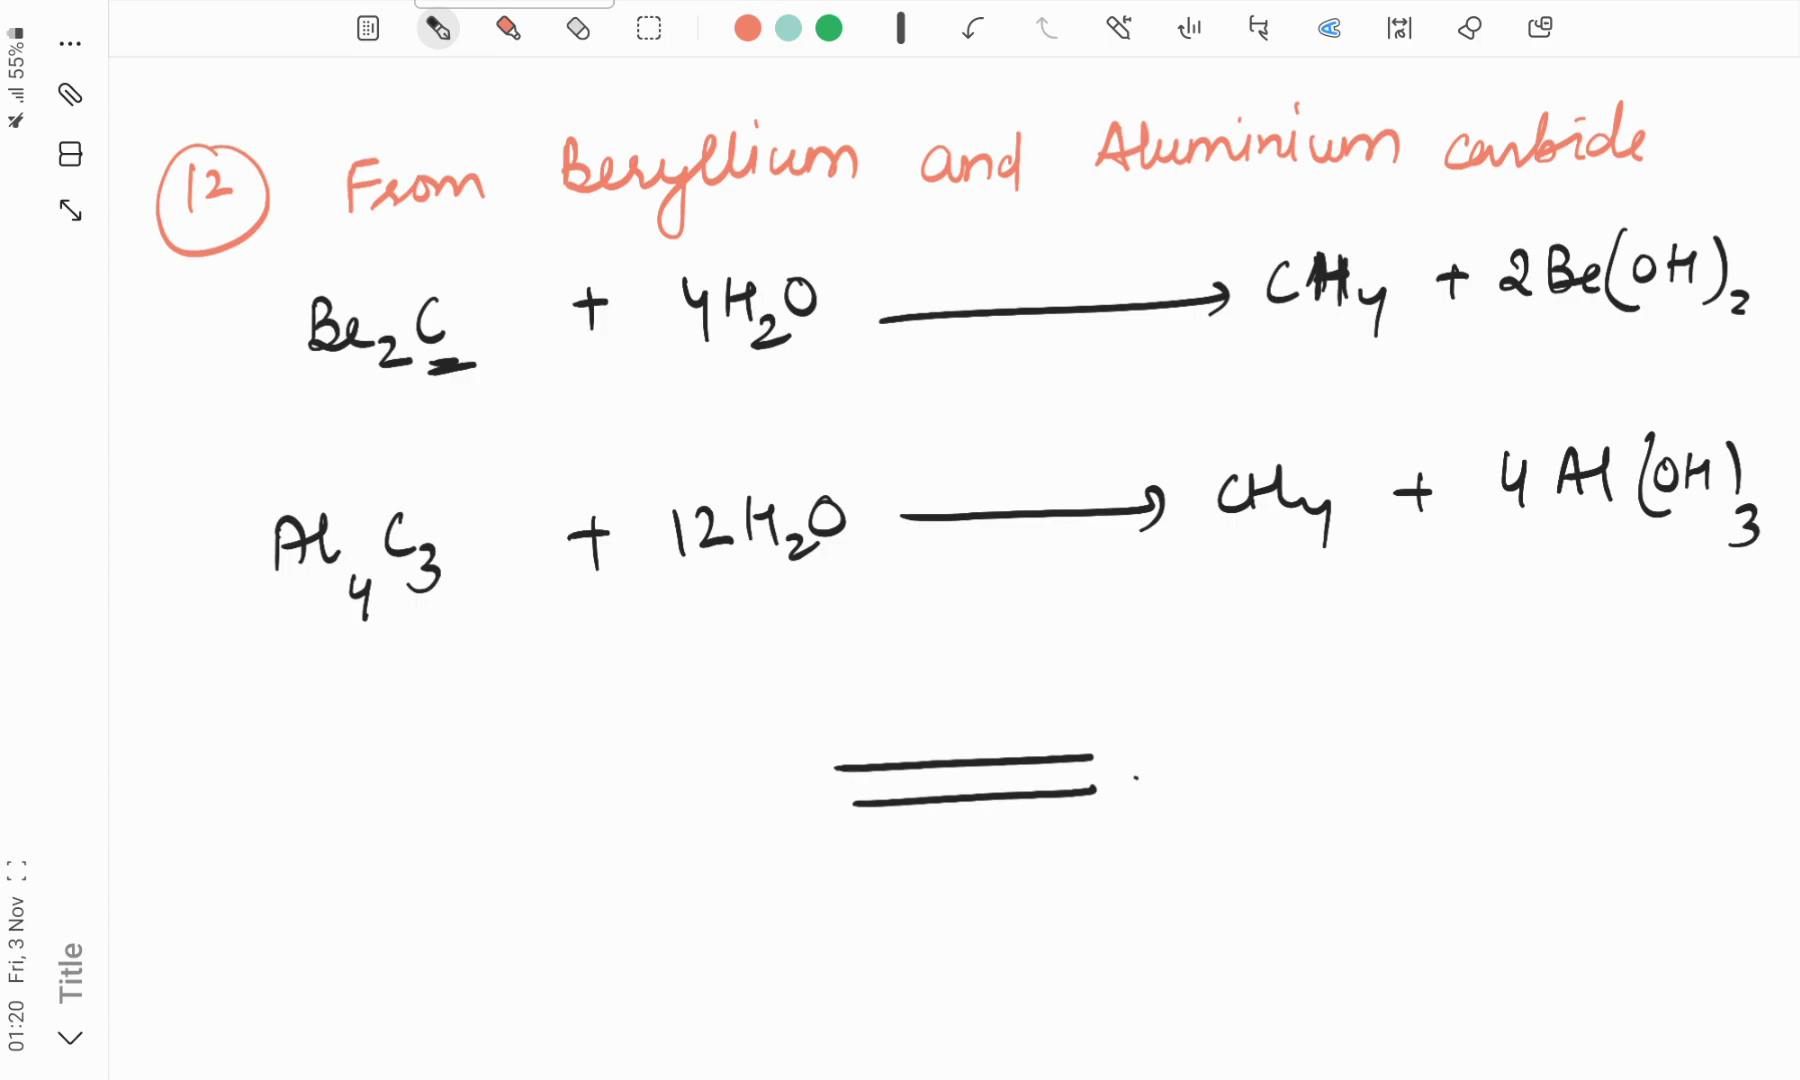 12 From Beryllium and Aluminium carbide
Be2C + 4H2O → CH4 + 2Be(OH)2
Al4C3 + 12H2O → CH4 + 4Al(OH)3
55%
01:20 Fri, 3 Nov
Title